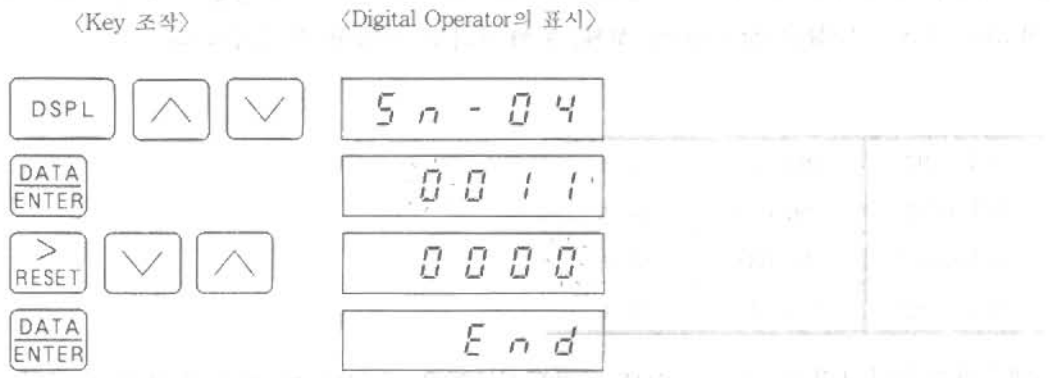 〈Key 조작〉 〈Digital Operator의 표시〉
DSPL ∧ ∨ Sn-04
DATA
ENTER 0011
>
RESET ∨ ∧ 0000
DATA
ENTER End